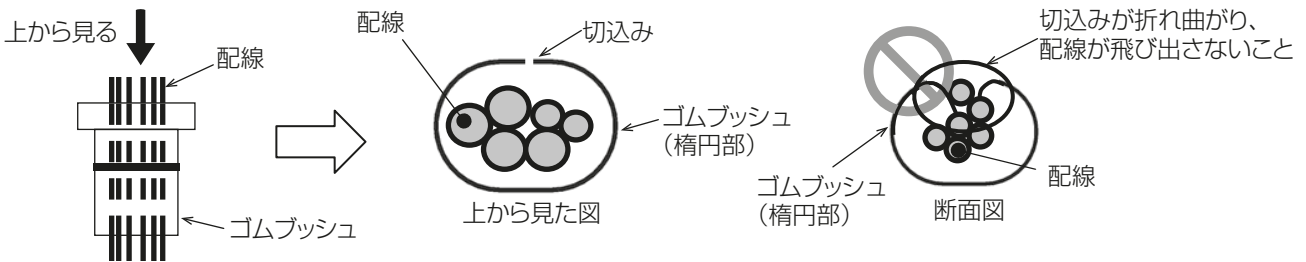 上から見る
配線
ゴムブッシュ
配線
切込み
ゴムブッシュ
（楕円部）
上から見た図
切込みが折れ曲がり、
配線が飛び出さないこと
ゴムブッシュ
（楕円部）
配線
断面図